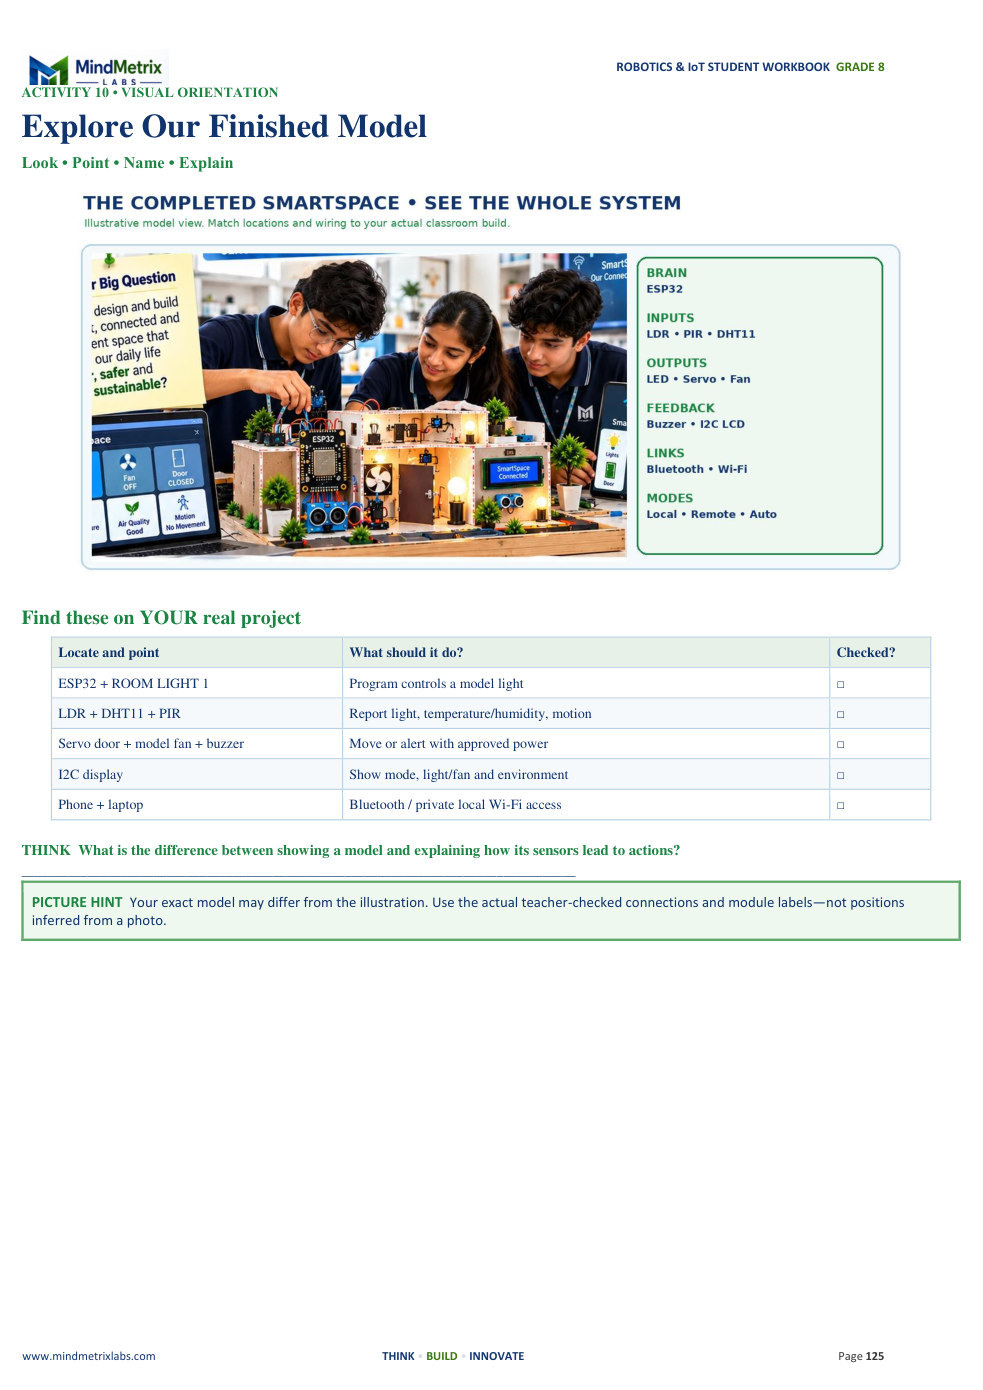 MindMetrix
LABS
ROBOTICS & IoT STUDENT WORKBOOK GRADE 8
ACTIVITY 10 • VISUAL ORIENTATION
Explore Our Finished Model
Look • Point • Name • Explain
THE COMPLETED SMARTSPACE • SEE THE WHOLE SYSTEM
Illustrative model view. Match locations and wiring to your actual classroom build.
r Big Question
design and build
, connected and
ent space that
our daily life
, safer and
sustainable?
pace
Fan
OFF
Door
CLOSED
Air Quality
Good
Motion
No Movement
ESP32
SmartSpace
Connected
SmartS
Our Connec
Sma
Lights
Door
BRAIN
ESP32
INPUTS
LDR • PIR • DHT11
OUTPUTS
LED • Servo • Fan
FEEDBACK
Buzzer • I2C LCD
LINKS
Bluetooth • Wi-Fi
MODES
Local • Remote • Auto
Find these on YOUR real project
Locate and point What should it do? Checked?
ESP32 + ROOM LIGHT 1 Program controls a model light □
LDR + DHT11 + PIR Report light, temperature/humidity, motion □
Servo door + model fan + buzzer Move or alert with approved power □
I2C display Show mode, light/fan and environment □
Phone + laptop Bluetooth / private local Wi-Fi access □
THINK What is the difference between showing a model and explaining how its sensors lead to actions?
PICTURE HINT Your exact model may differ from the illustration. Use the actual teacher-checked connections and module labels—not positions
inferred from a photo.
www.mindmetrixlabs.com
THINK • BUILD • INNOVATE
Page 125